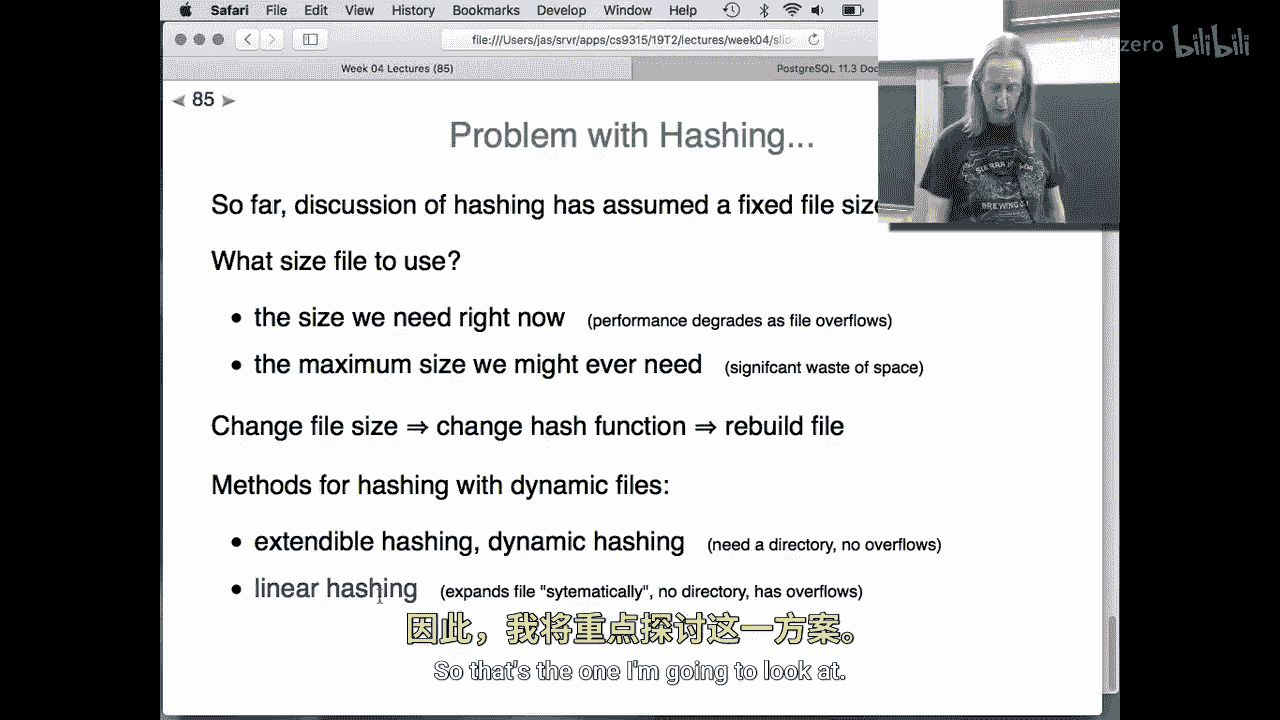 Safari File Edit View History Bookmarks Develop Window Help
zero bilibili
file:///Users/jas/srvr/apps/cs9315/19T2/lectures/week04/slid
Week 04 Lectures (85)
PostgreSQL 11.3 Doc
85
Problem with Hashing...
SIERRA
BREWING CO
So far, discussion of hashing has assumed a fixed file size
What size file to use?
• the size we need right now (performance degrades as file overflows)
• the maximum size we might ever need (signifcant waste of space)
Change file size ⇒ change hash function ⇒ rebuild file
Methods for hashing with dynamic files:
• extendible hashing, dynamic hashing (need a directory, no overflows)
• linear hashing (expands file "sytematically", no directory, has overflows)
因此，我将重点探讨这一方案。
So that's the one I'm going to look at.